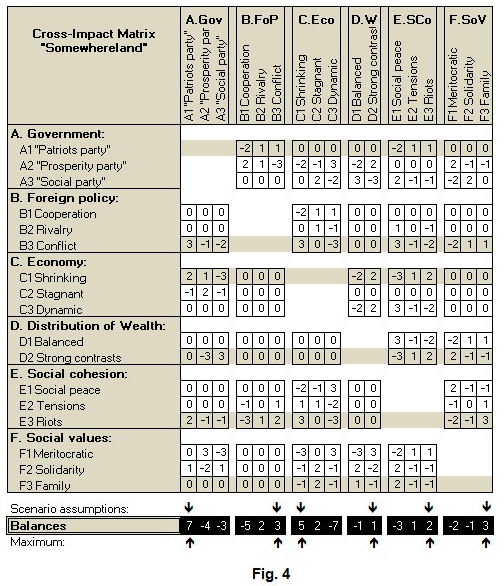 Cross-Impact Matrix
"Somewhereland"
A.Gov B.FoP C.Eco D.W E.SCo F.SoV
A1 "Patriots party"
A2 "Prosperity par
A3 "Social party"
B1 Cooperation
B2 Rivalry
B3 Conflict
C1 Shrinking
C2 Stagnant
C3 Dynamic
D1 Balanced
D2 Strong contrast
E1 Social peace
E2 Tensions
E3 Riots
F1 Meritocratic
F2 Solidarity
F3 Family
A. Government:
A1 "Patriots party" -2 1 1 0 0 0 0 0 -2 1 1 0 0 0
A2 "Prosperity party" 2 1 -3 -2 -1 3 -2 2 0 0 0 2 -1 -1
A3 "Social party" 0 0 0 0 2 -2 3 -3 2 -1 -1 -2 2 0
B. Foreign policy:
B1 Cooperation 0 0 0 -2 1 1 0 0 0 0 0 0 0 0
B2 Rivalry 0 0 0 0 1 -1 0 0 1 0 -1 0 0 0
B3 Conflict 3 -1 -2 3 0 -3 0 0 3 -1 -2 -2 1 1
C. Economy:
C1 Shrinking 2 1 -3 0 0 0 -2 2 -3 1 2 0 0 0
C2 Stagnant -1 2 -1 0 0 0 0 0 0 0 0 0 0 0
C3 Dynamic 0 0 0 0 0 0 -2 2 3 -1 -2 0 0 0
D. Distribution of Wealth:
D1 Balanced 0 0 0 0 0 0 0 0 0 3 -1 -2 -2 1 1
D2 Strong contrasts 0 -3 3 0 0 0 0 0 0 -3 1 2 2 -1 -1
E. Social cohesion:
E1 Social peace 0 0 0 0 0 0 -2 -1 3 0 0 2 -1 -1
E2 Tensions 0 0 0 -1 0 1 1 1 -2 0 0 -1 0 1
E3 Riots 2 -1 -1 -3 1 2 3 0 -3 0 0 -2 -1 3
F. Social values:
F1 Meritocratic 0 3 -3 0 0 0 -3 0 3 -3 3 -2 1 1
F2 Solidarity 1 -2 1 0 0 0 -1 2 -1 2 -2 2 -1 -1
F3 Family 0 0 0 0 0 0 -1 2 -1 1 -1 2 -1 -1
Scenario assumptions:
Balances 7 -4 -3 -5 2 3 5 2 -7 -1 1 -3 1 2 -2 -1 3
Maximum:
Fig. 4